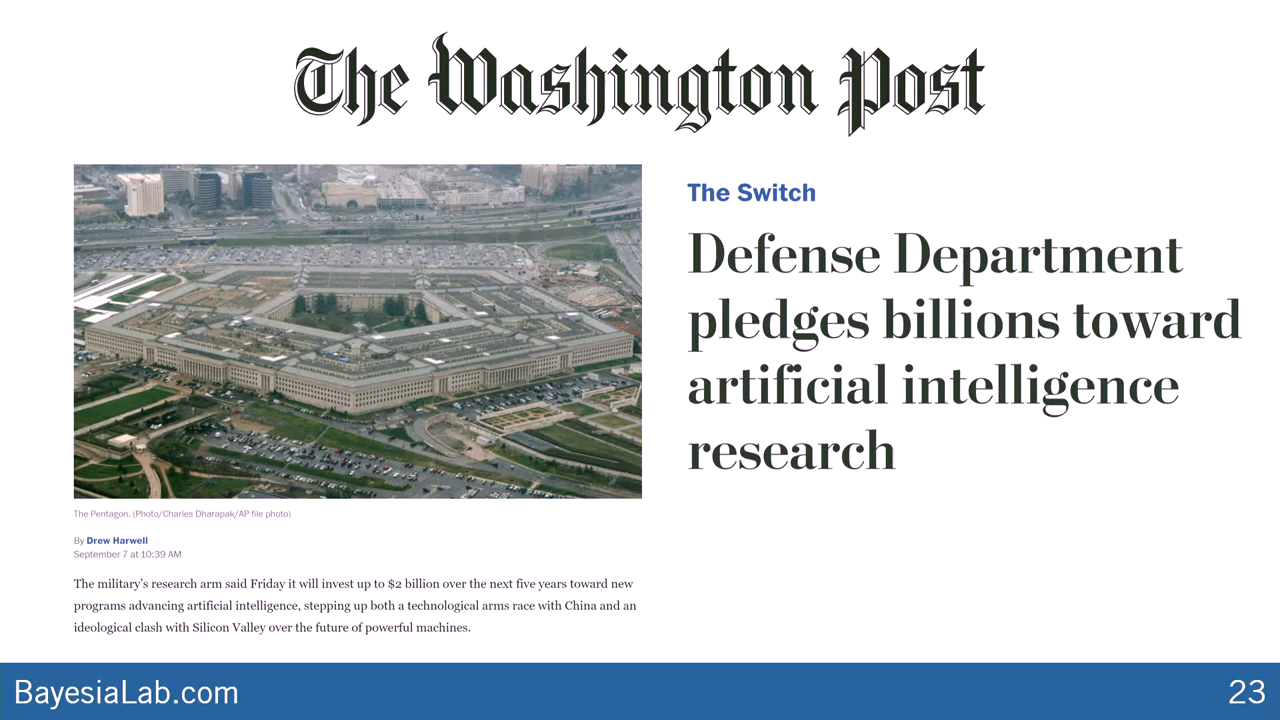 The Washington Post
The Switch
Defense Department
pledges billions toward
artificial intelligence
research
The Pentagon. (Photo/Charles Dharapak/AP file photo)
By Drew Harwell
September 7 at 10:39 AM
The military’s research arm said Friday it will invest up to $2 billion over the next five years toward new
programs advancing artificial intelligence, stepping up both a technological arms race with China and an
ideological clash with Silicon Valley over the future of powerful machines.
BayesiaLab.com
23